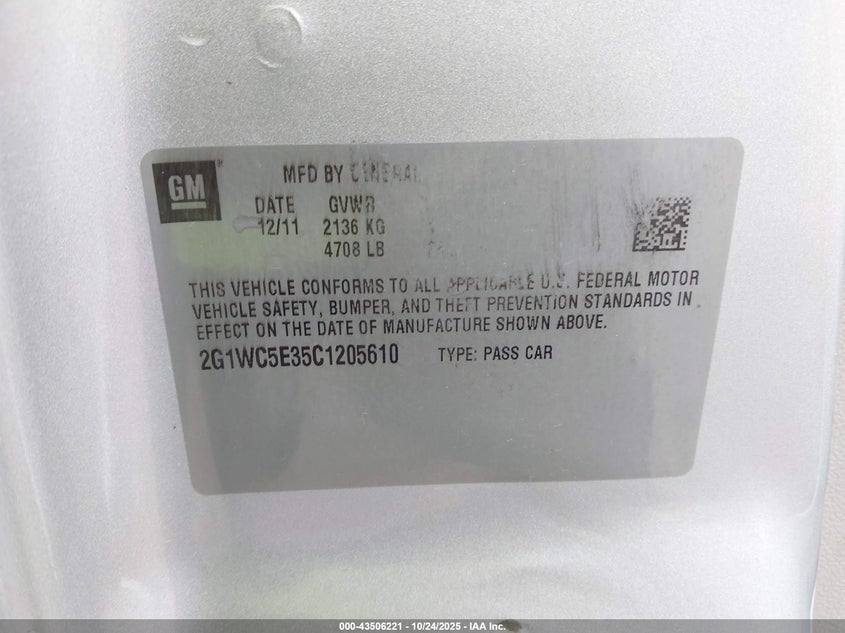 GM
MFD BY GENERAL
DATE GVWR
12/11 2136 KG
4708 LB
THIS VEHICLE CONFORMS TO ALL APPLICABLE U.S. FEDERAL MOTOR
VEHICLE SAFETY, BUMPER, AND THEFT PREVENTION STANDARDS IN
EFFECT ON THE DATE OF MANUFACTURE SHOWN ABOVE.
2G1WC5E35C1205610 TYPE: PASS CAR
000-43506221 - 10/24/2025 - IAA Inc.